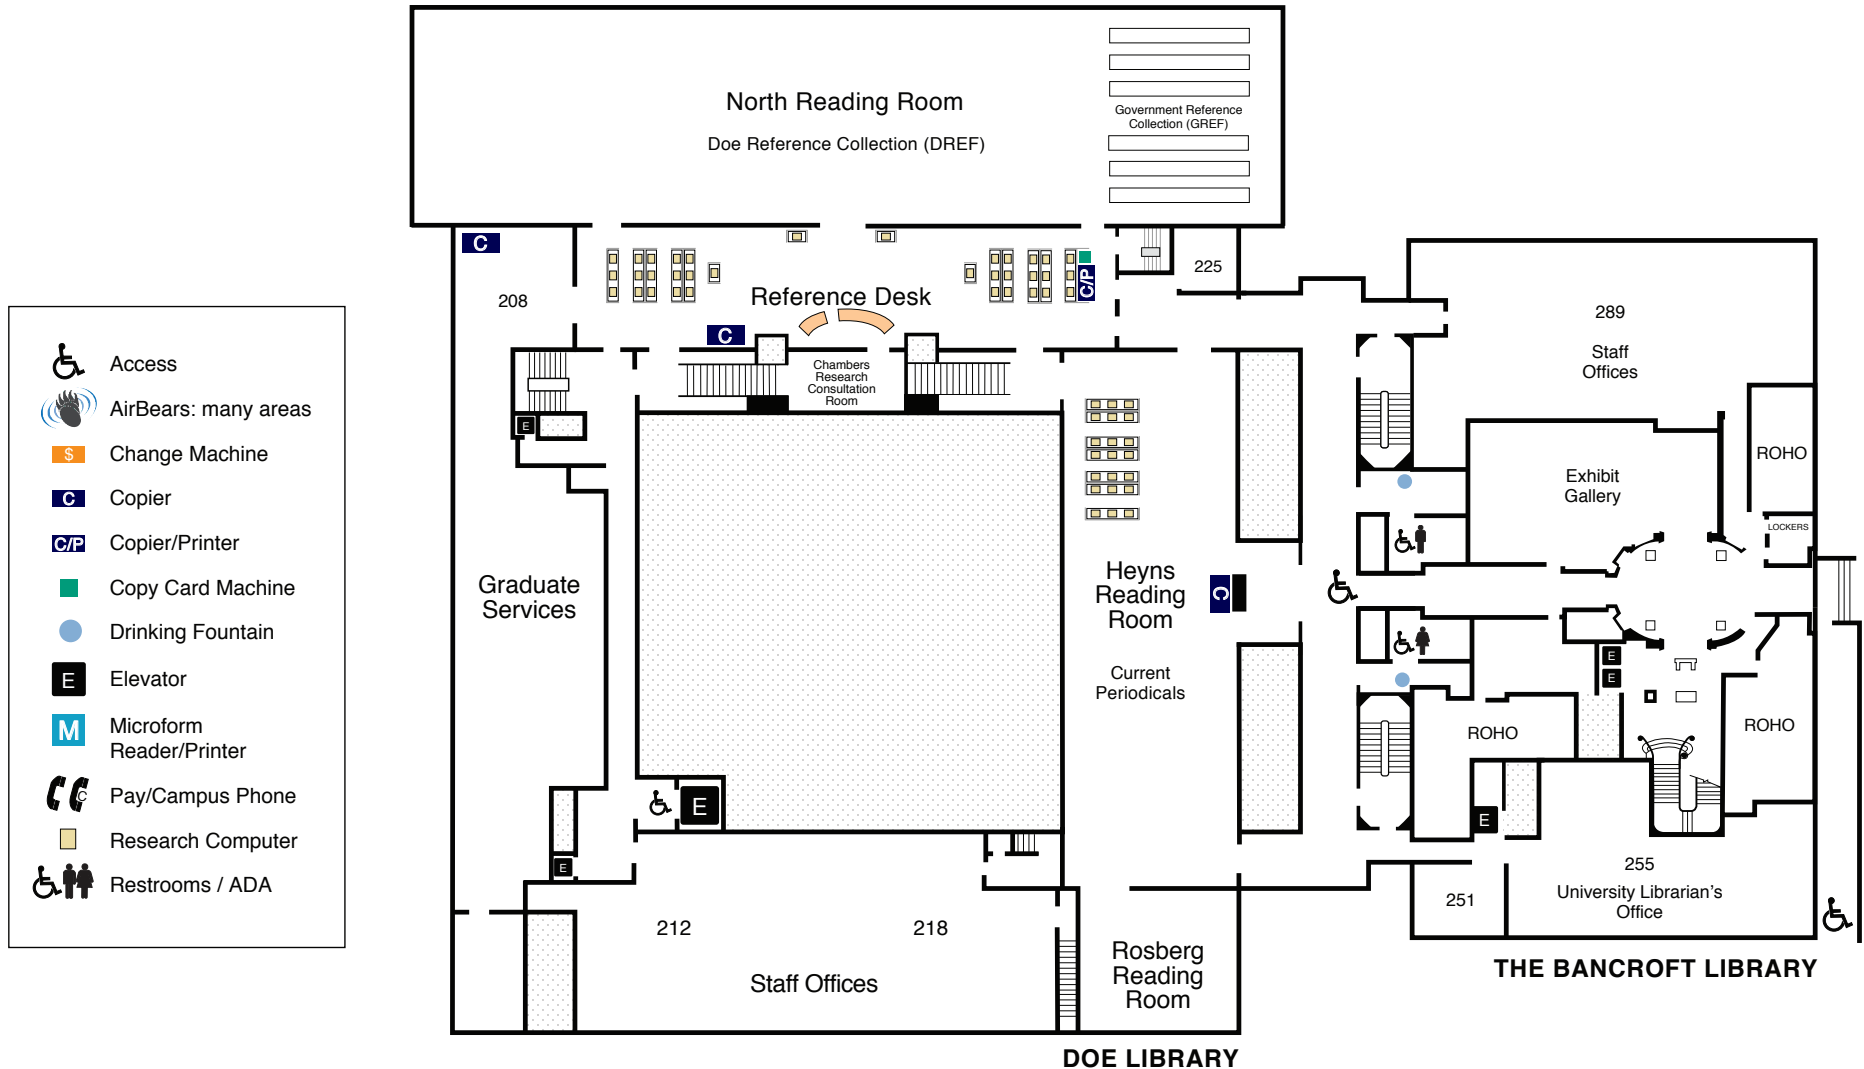 North Reading Room
Doe Reference Collection (DREF)
Government Reference
Collection (GREF)
C
208
Reference Desk
C/P
225
C
Chambers
Research
Consultation
Room
E
289
Staff
Offices
ROHO
Exhibit
Gallery
LOCKERS
Access
AirBears: many areas
$
Change Machine
C
Copier
C/P
Copier/Printer
Copy Card Machine
Drinking Fountain
E
Elevator
M
Microform
Reader/Printer
C
Pay/Campus Phone
Research Computer
Restrooms / ADA
Graduate
Services
Heyns
Reading
Room
C
Current
Periodicals
E
E
ROHO
ROHO
E
E
E
212
218
Staff Offices
Rosberg
Reading
Room
251
255
University Librarian's
Office
THE BANCROFT LIBRARY
DOE LIBRARY